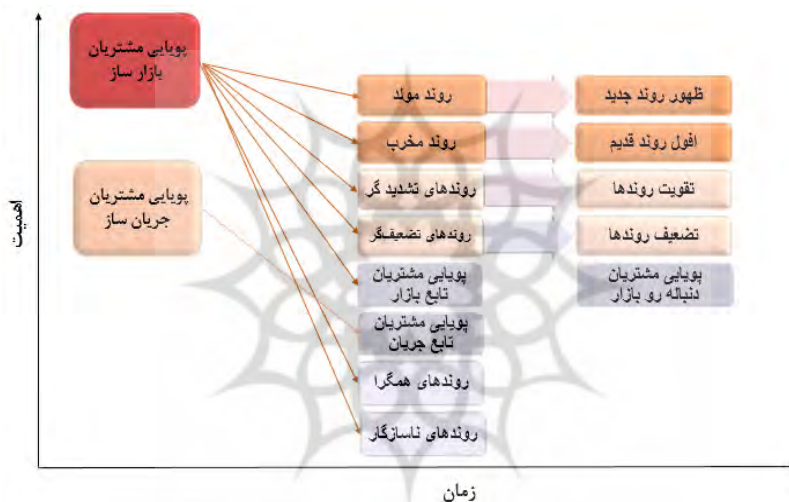 پویایی مشتریان
بازار ساز
روند مولد
ظهور روند جدید
روند مخرب
افول روند قدیم
پویایی مشتریان
جریان ساز
روندهای تشدید گر
تقویت روندها
روندهای تضعیف‌گر
تضعیف روندها
پویایی مشتریان
تابع بازار
پویایی مشتریان
دنباله رو بازار
پویایی مشتریان
تابع جریان
روندهای همگرا
روندهای ناسازگار
اهمیت
زمان